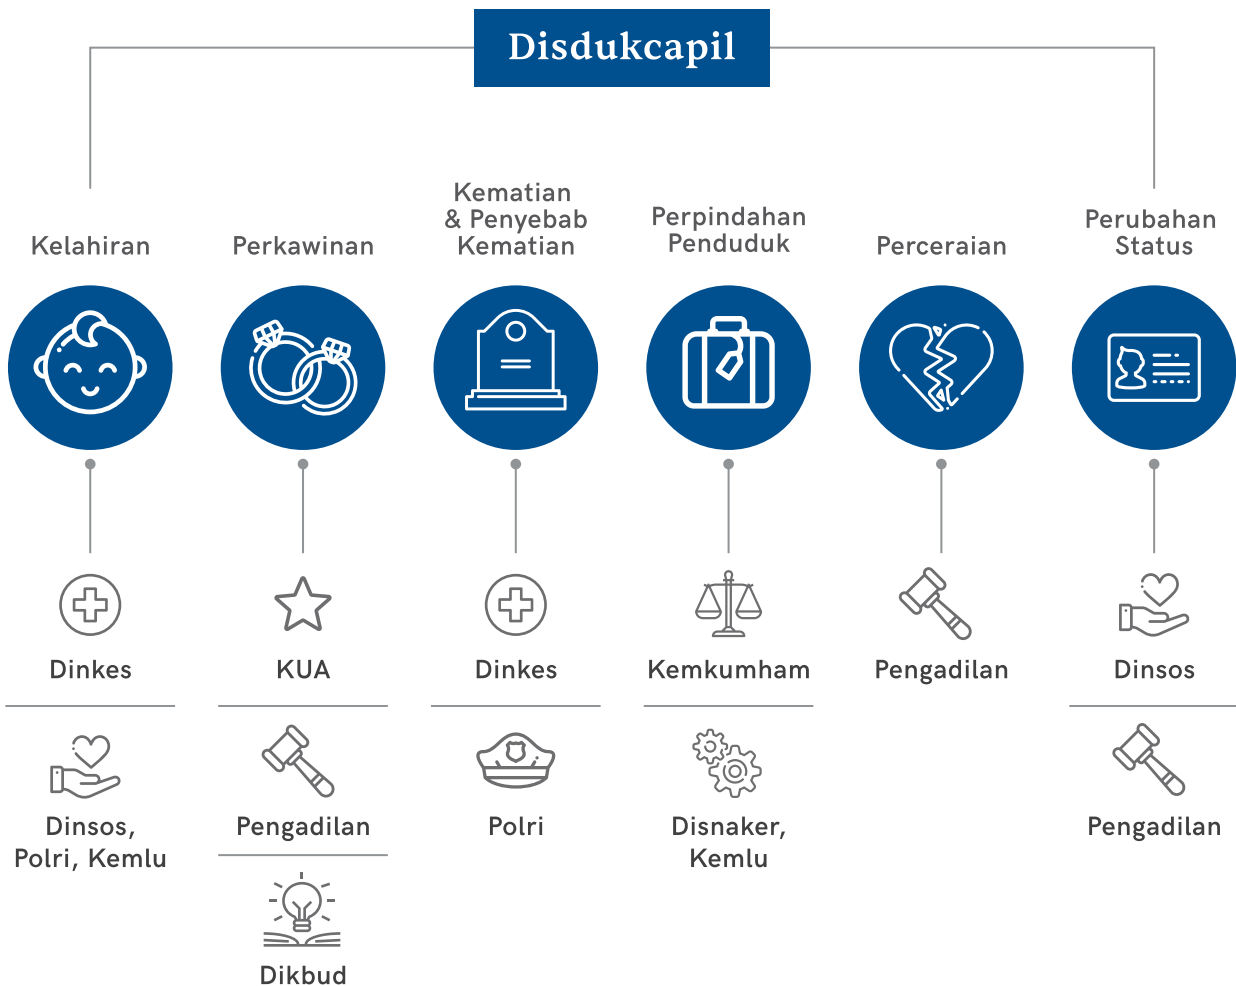 Disdukcapil
Kelahiran
Perkawinan
Kematian
& Penyebab
Kematian
Perpindahan
Penduduk
Perceraian
Perubahan
Status
Dinkes
KUA
Dinkes
Kemkumham
Pengadilan
Dinsos
Dinsos,
Polri, Kemlu
Pengadilan
Polri
Disnaker,
Kemlu
Pengadilan
Dikbud